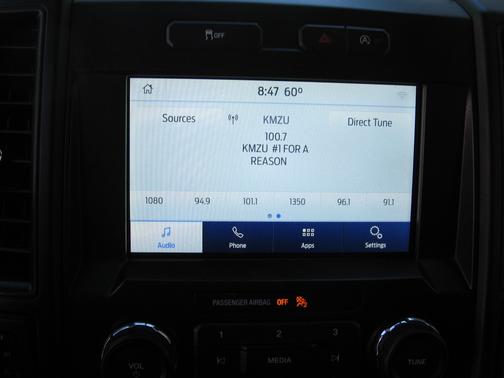 OFF
8:47 60°
Sources KMZU Direct Tune
100.7
KMZU #1 FOR A
REASON
1080 94.9 101.1 1350 96.1 91.1
Audio Phone Apps Settings
PASSENGER AIRBAG OFF
1 2 3
VOL MEDIA TUNE